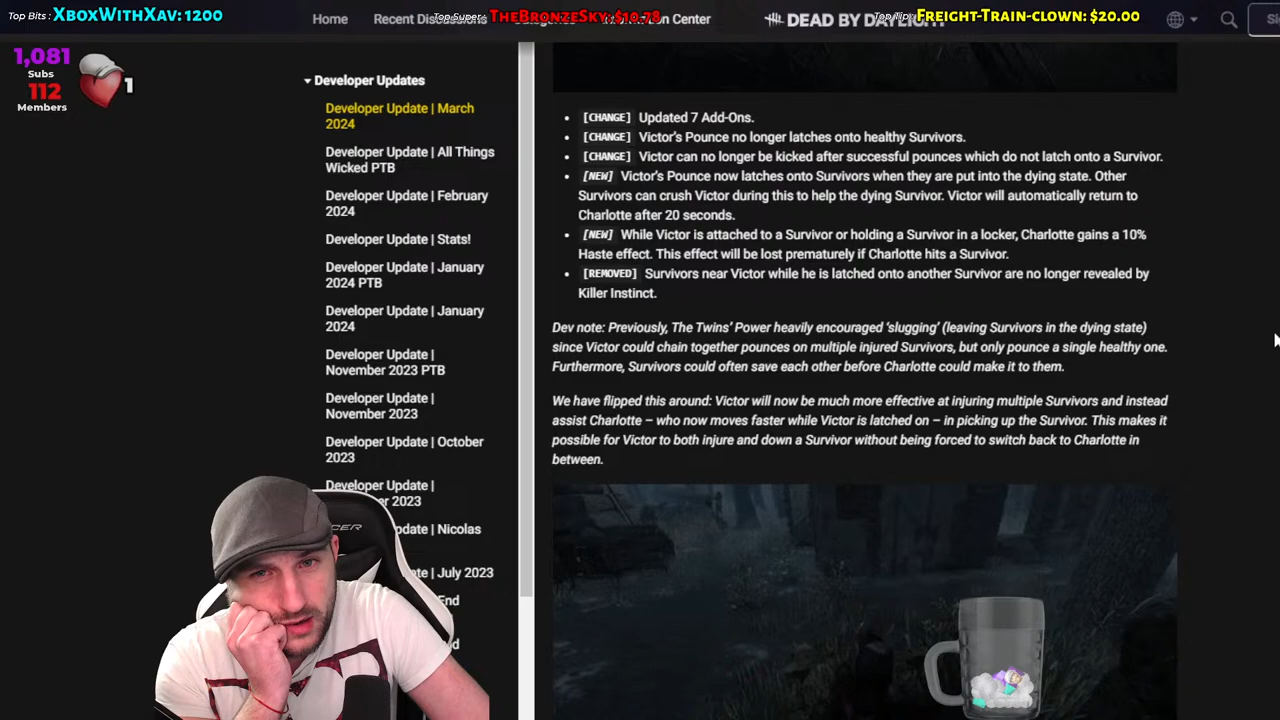 Top Bits: XboxWithXav: 1200
Top Super: TheBronzeSky: $10.78
Top Tip: Freight-Train-clown: $20.00
Home
Recent Discussions
Center
DEAD BY DAYLIGHT
1,081
Subs
112
Members
1
Developer Updates
Developer Update | March
2024
Developer Update | All Things
Wicked PTB
Developer Update | February
2024
Developer Update | Stats!
Developer Update | January
2024 PTB
Developer Update | January
2024
Developer Update |
November 2023 PTB
Developer Update |
November 2023
Developer Update | October
2023
Developer Update |
2023
pdate | Nicolas
te | July 2023
End
ACER
[CHANGE] Updated 7 Add-Ons.
[CHANGE] Victor's Pounce no longer latches onto healthy Survivors.
[CHANGE] Victor can no longer be kicked after successful pounces which do not latch onto a Survivor.
[NEW] Victor's Pounce now latches onto Survivors when they are put into the dying state. Other
Survivors can crush Victor during this to help the dying Survivor. Victor will automatically return to
Charlotte after 20 seconds.
[NEW] While Victor is attached to a Survivor or holding a Survivor in a locker, Charlotte gains a 10%
Haste effect. This effect will be lost prematurely if Charlotte hits a Survivor.
[REMOVED] Survivors near Victor while he is latched onto another Survivor are no longer revealed by
Killer Instinct.
Dev note: Previously, The Twins' Power heavily encouraged 'slugging' (leaving Survivors in the dying state)
since Victor could chain together pounces on multiple injured Survivors, but only pounce a single healthy one.
Furthermore, Survivors could often save each other before Charlotte could make it to them.
We have flipped this around: Victor will now be much more effective at injuring multiple Survivors and instead
assist Charlotte – who now moves faster while Victor is latched on – in picking up the Survivor. This makes it
possible for Victor to both injure and down a Survivor without being forced to switch back to Charlotte in
between.